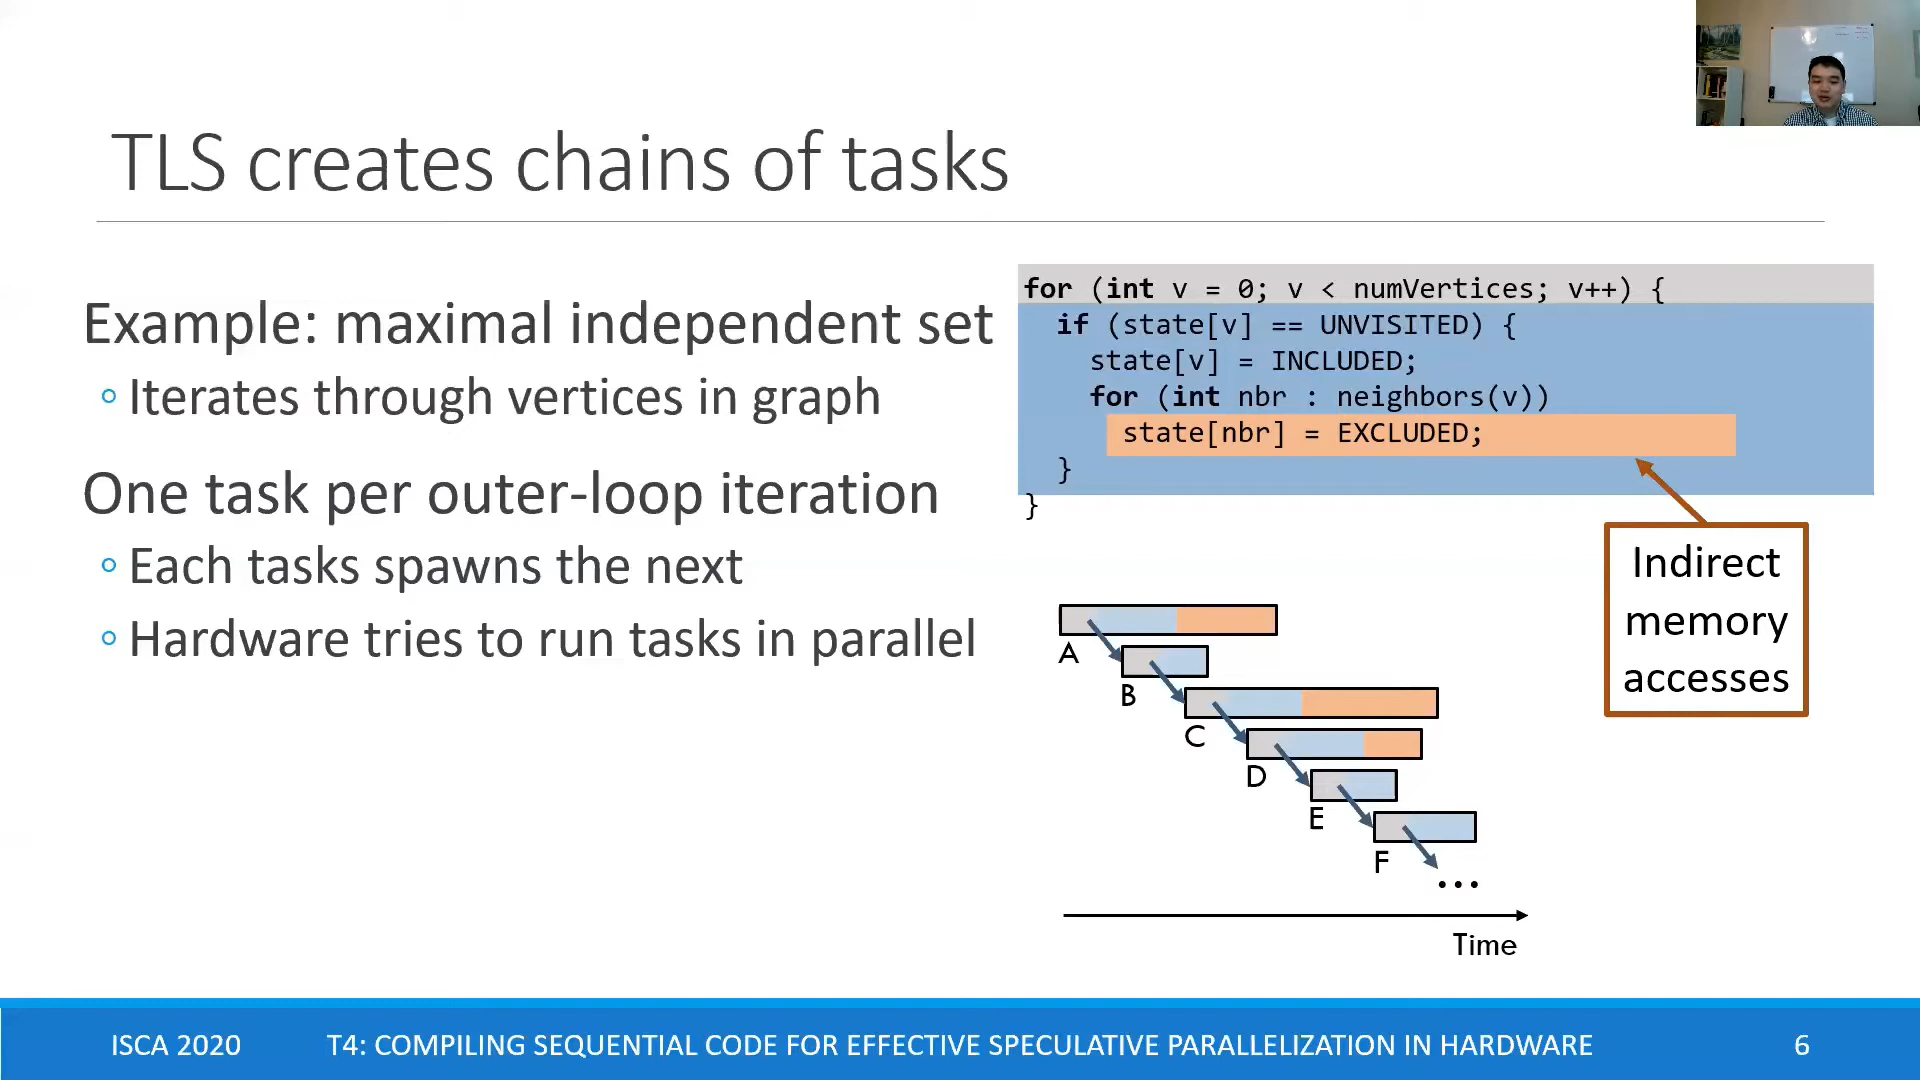 TLS creates chains of tasks
Example: maximal independent set
◦ Iterates through vertices in graph
One task per outer-loop iteration
◦ Each tasks spawns the next
◦ Hardware tries to run tasks in parallel
for (int v = 0; v < numVertices; v++) {
if (state[v] == UNVISITED) {
state[v] = INCLUDED;
for (int nbr : neighbors(v))
state[nbr] = EXCLUDED;
}
}
Indirect
memory
accesses
A
B
C
D
E
F
...
Time
ISCA 2020
T4: COMPILING SEQUENTIAL CODE FOR EFFECTIVE SPECULATIVE PARALLELIZATION IN HARDWARE
6